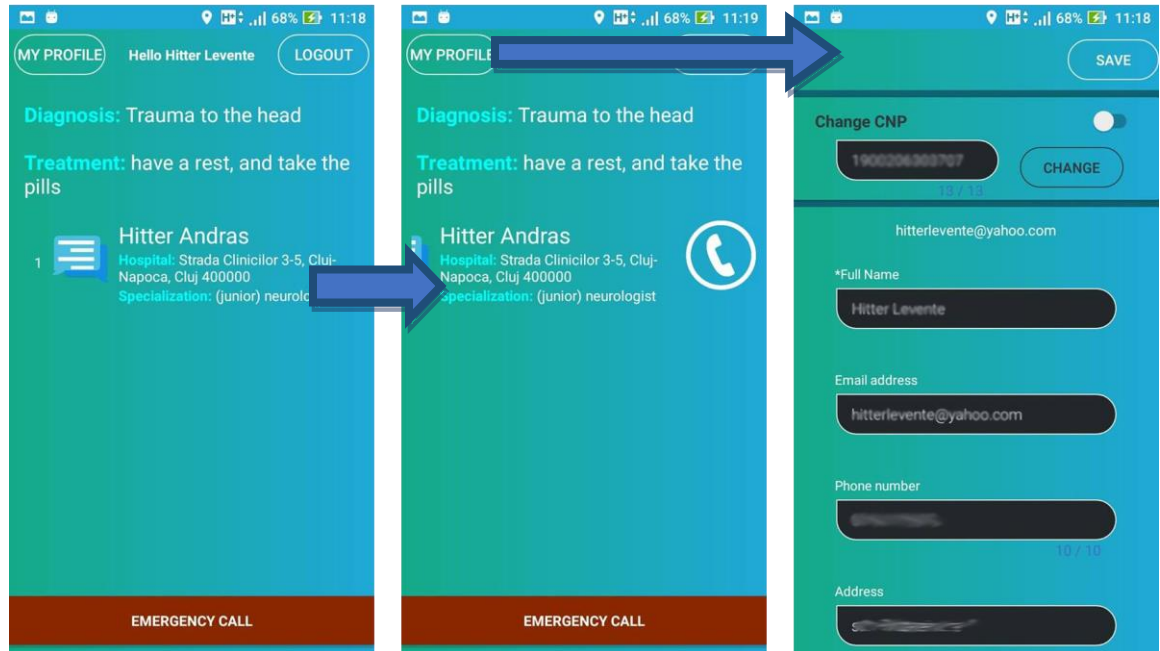 H+ 68% 11:18
MY PROFILE Hello Hitter Levente LOGOUT
Diagnosis: Trauma to the head
Treatment: have a rest, and take the
pills
1
Hitter Andras
Hospital: Strada Clinicilor 3-5, Cluj-
Napoca, Cluj 400000
Specialization: (junior)
EMERGENCY CALL
H+ 68% 11:19
MY PROFILE
Diagnosis: Trauma to the head
Treatment: have a rest, and take the
pills
Hitter Andras
Hospital: Strada Clinicilor 3-5, Cluj-
Napoca, Cluj 400000
Specialization: (junior) neurologist
EMERGENCY CALL
H+ 68% 11:18
SAVE
Change CNP
CHANGE
13 / 13
hitterlevente@yahoo.com
*Full Name
Hitter Levente
Email address
hitterlevente@yahoo.com
Phone number
10 / 10
Address